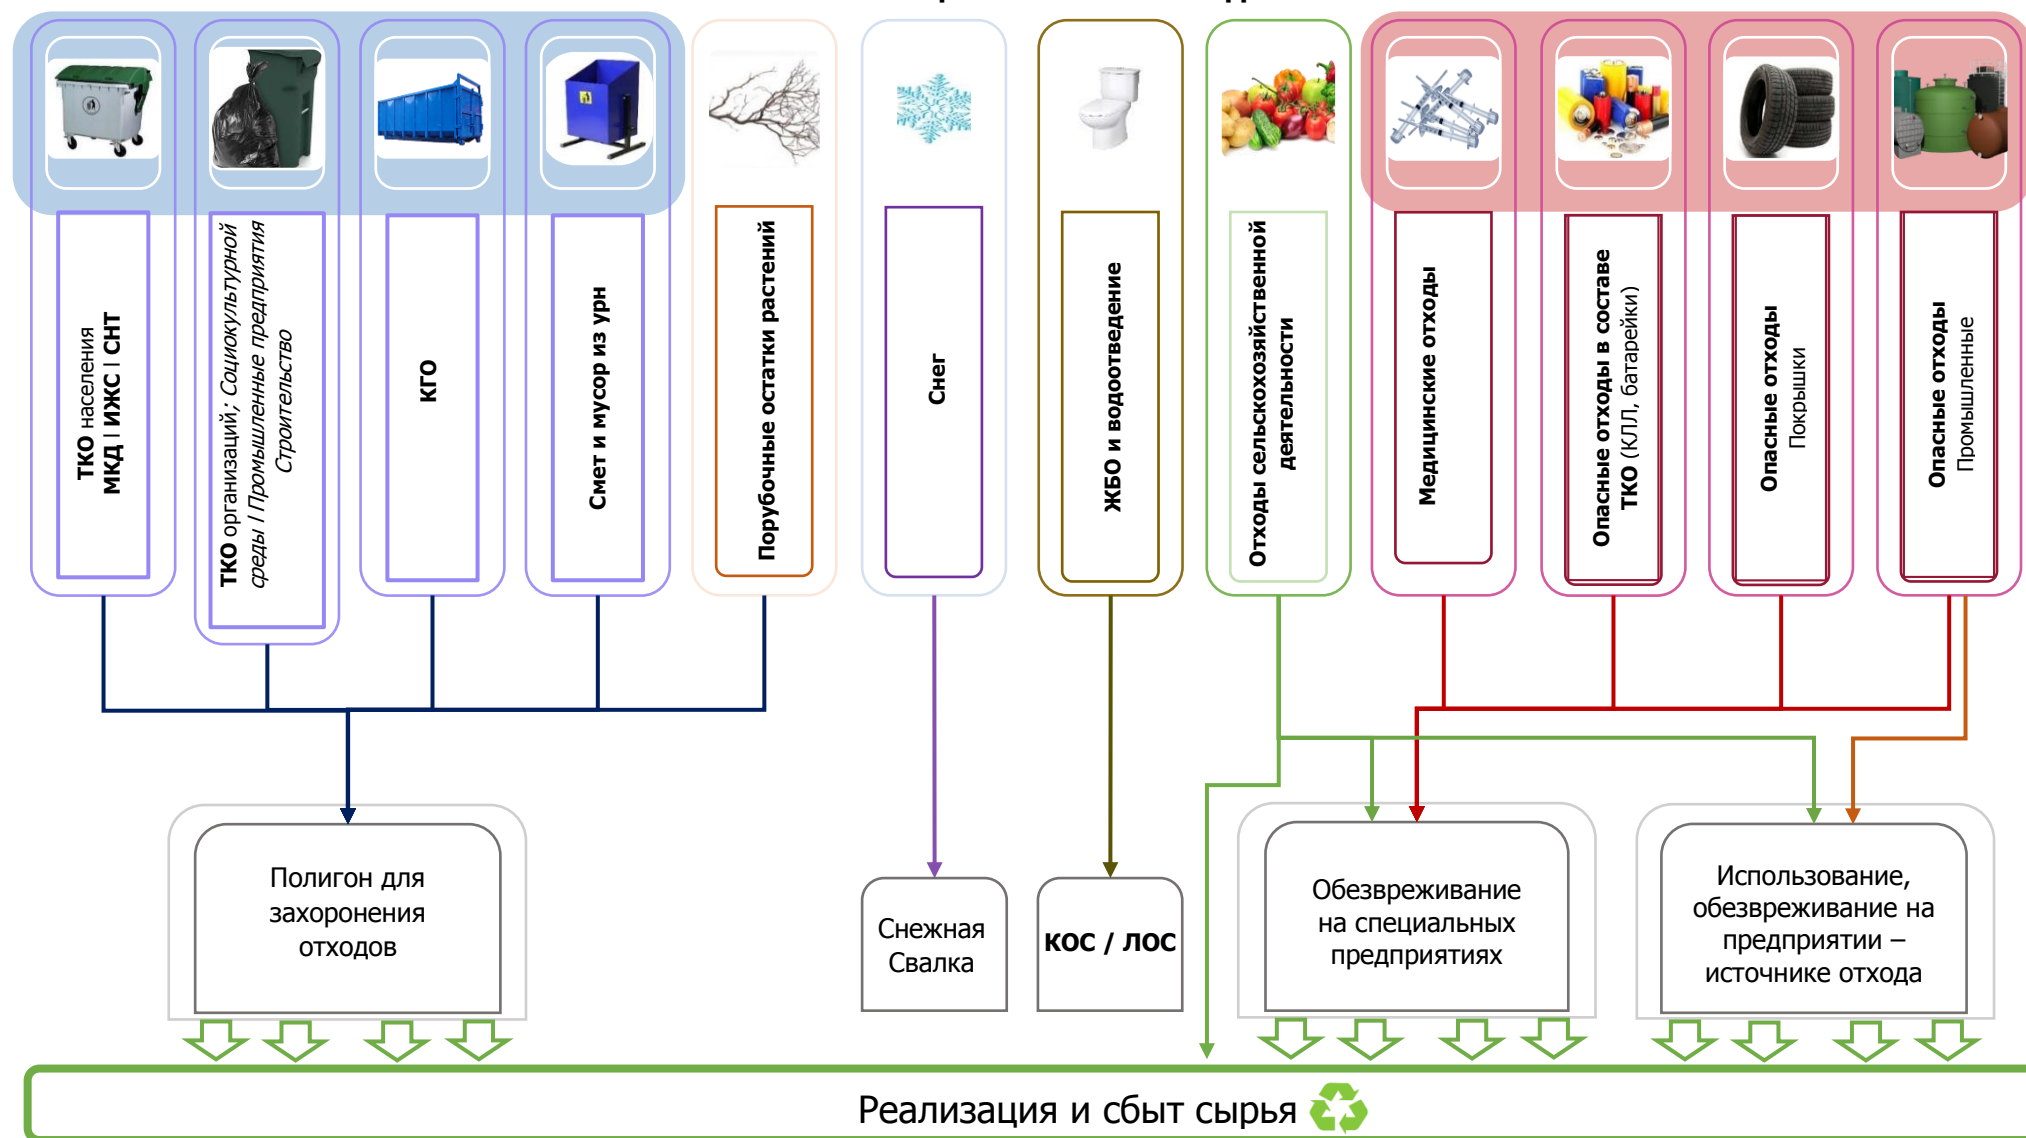 ТКО населения
МКД | ИЖС | СНТ
ТКО организаций; Социокультурной
среды | Промышленные предприятия
Строительство
КГО
Смет и мусор из урн
Порубочные остатки растений
Снег
ЖБО и водоотведение
Отходы сельскохозяйственной
деятельности
Медицинские отходы
Опасные отходы в составе
ТКО (КЛЛ, батарейки)
Опасные отходы
Покрышки
Опасные отходы
Промышленные
Полигон для
захоронения
отходов
Снежная
Свалка
КОС / ЛОС
Обезвреживание
на специальных
предприятиях
Использование,
обезвреживание на
предприятии –
источнике отхода
Реализация и сбыт сырья